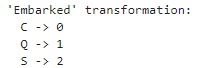 'Embarked' transformation:
C -> 0
Q -> 1
S -> 2